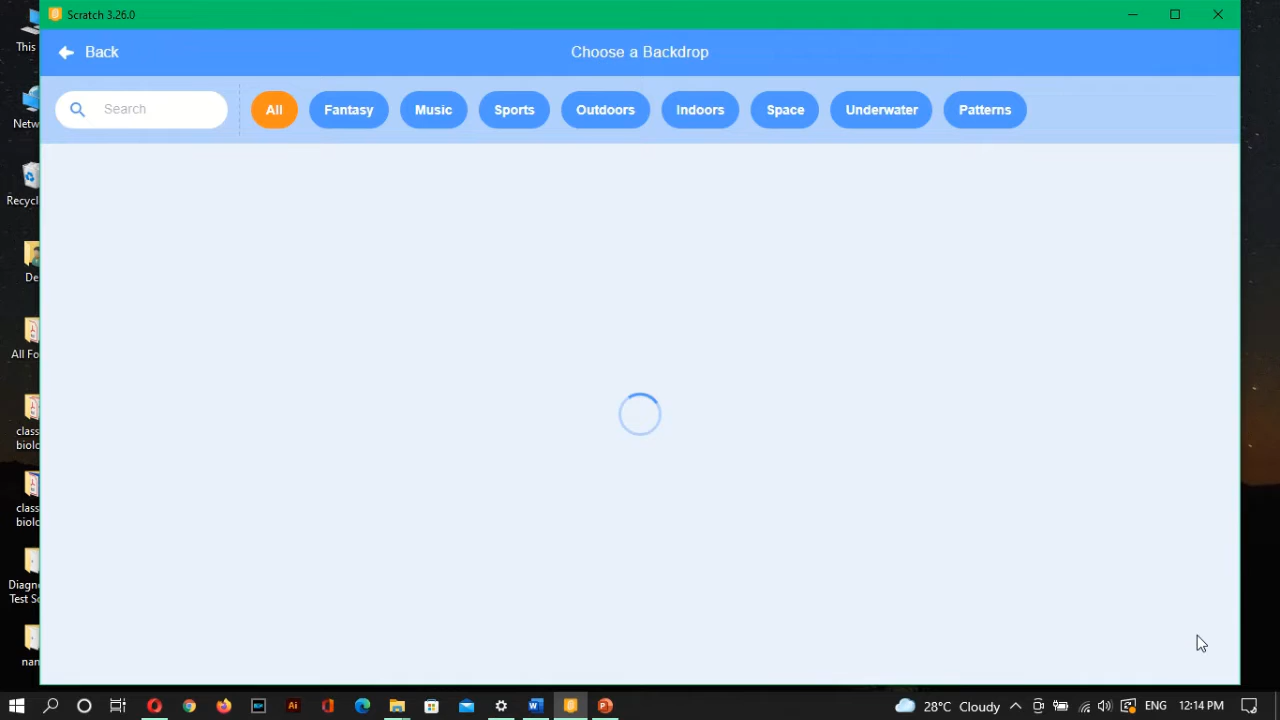 Scratch 3.26.0
Back
Choose a Backdrop
Search
All Fantasy Music Sports Outdoors Indoors Space Underwater Patterns
This
Netw
Recycl
De
All Fo
class
biolo
class
biolo
Diagn
Test So
nan
28°C Cloudy
ENG
12:14 PM